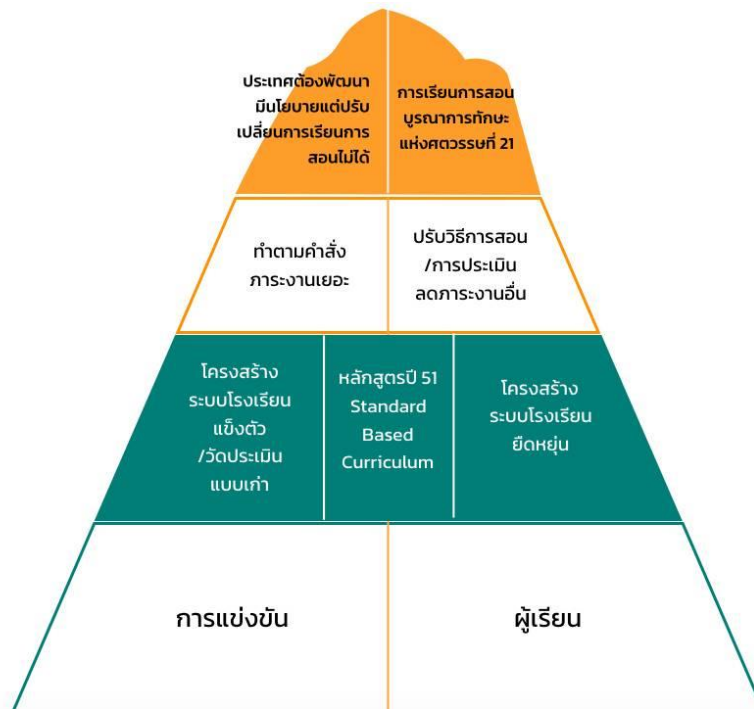 ประเทศต้องพัฒนา
มีนโยบายแต่ปรับ
เปลี่ยนการเรียนการ
สอนไม่ได้
การเรียนการสอน
บูรณาการทักษะ
แห่งศตวรรษที่ 21
ทำตามคำสั่ง
ภาระงานเยอะ
ปรับวิธีการสอน
/การประเมิน
ลดภาระงานอื่น
โครงสร้าง
ระบบโรงเรียน
แข็งตัว
/วัดประเมิน
แบบเก่า
หลักสูตรปี 51
Standard
Based
Curriculum
โครงสร้าง
ระบบโรงเรียน
ยืดหยุ่น
การแข่งขัน
ผู้เรียน